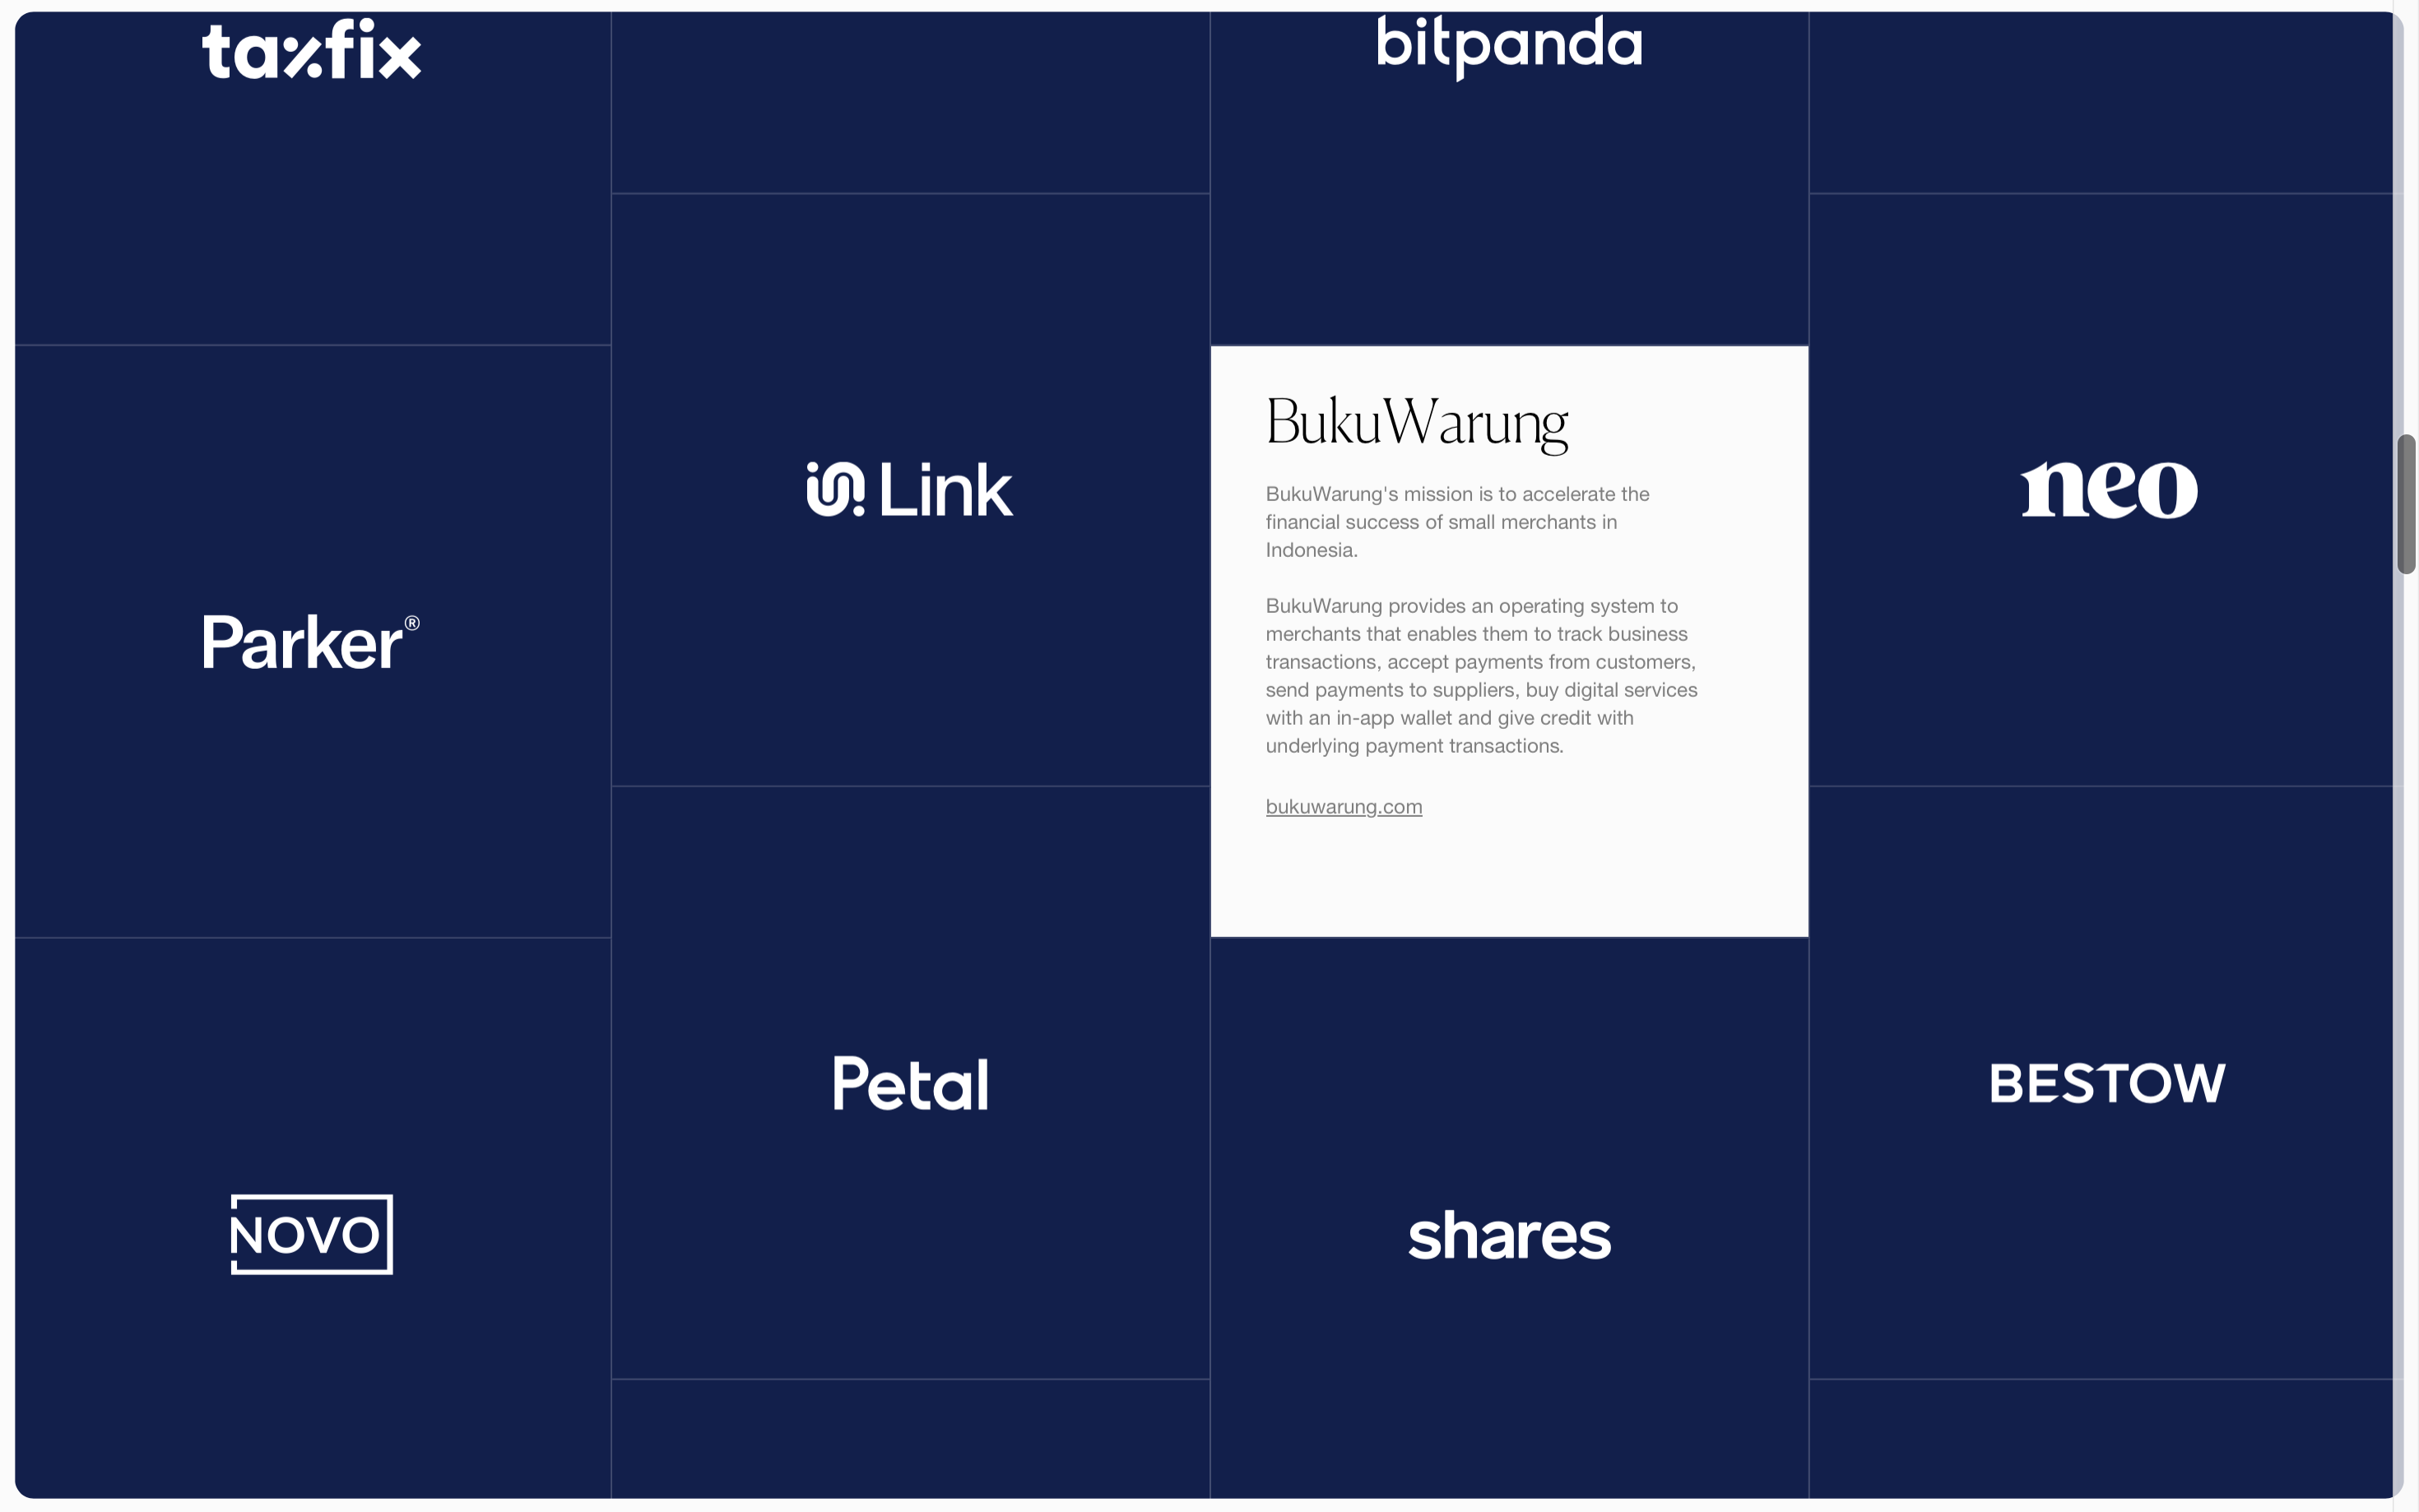 taxfix
bitpanda
Link
neo
Parker®
BukuWarung
BukuWarung's mission is to accelerate the
financial success of small merchants in
Indonesia.
BukuWarung provides an operating system to
merchants that enables them to track business
transactions, accept payments from customers,
send payments to suppliers, buy digital services
with an in-app wallet and give credit with
underlying payment transactions.
bukuwarung.com
Petal
BESTOW
NOVO
shares